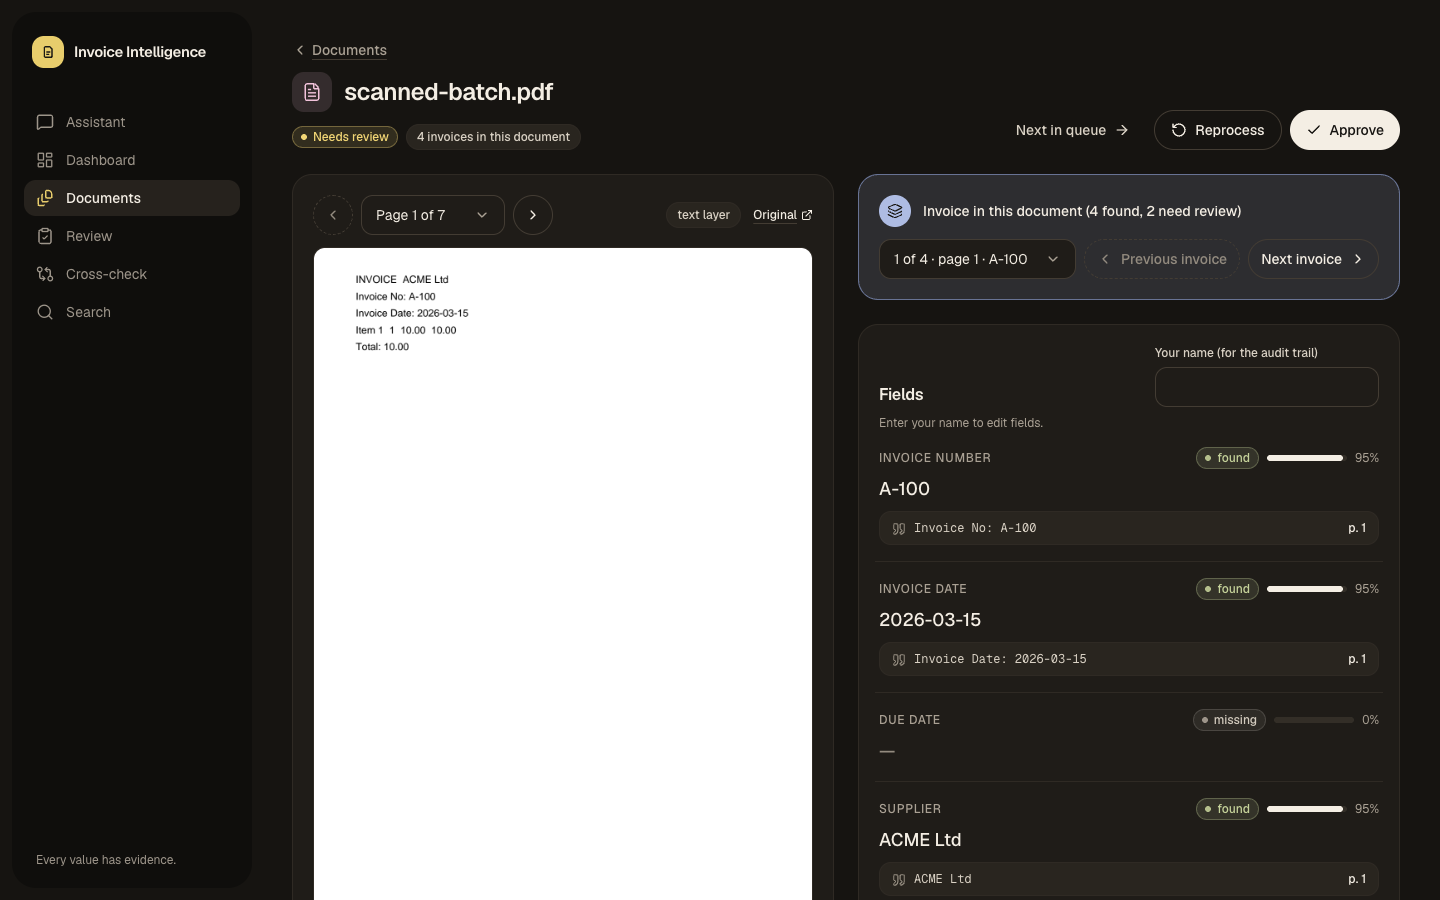 Invoice Intelligence
Assistant
Dashboard
Documents
Review
Cross-check
Search
Every value has evidence.
Documents
scanned-batch.pdf
Needs review
4 invoices in this document
Next in queue
Reprocess
Approve
Page 1 of 7
text layer
Original
INVOICE ACME Ltd
Invoice No: A-100
Invoice Date: 2026-03-15
Item 1 1 10.00 10.00
Total: 10.00
Invoice in this document (4 found, 2 need review)
1 of 4 · page 1 · A-100
Previous invoice
Next invoice
Your name (for the audit trail)
Fields
Enter your name to edit fields.
INVOICE NUMBER found 95%
A-100
Invoice No: A-100 p. 1
INVOICE DATE found 95%
2026-03-15
Invoice Date: 2026-03-15 p. 1
DUE DATE missing 0%
—
SUPPLIER found 95%
ACME Ltd
ACME Ltd p. 1